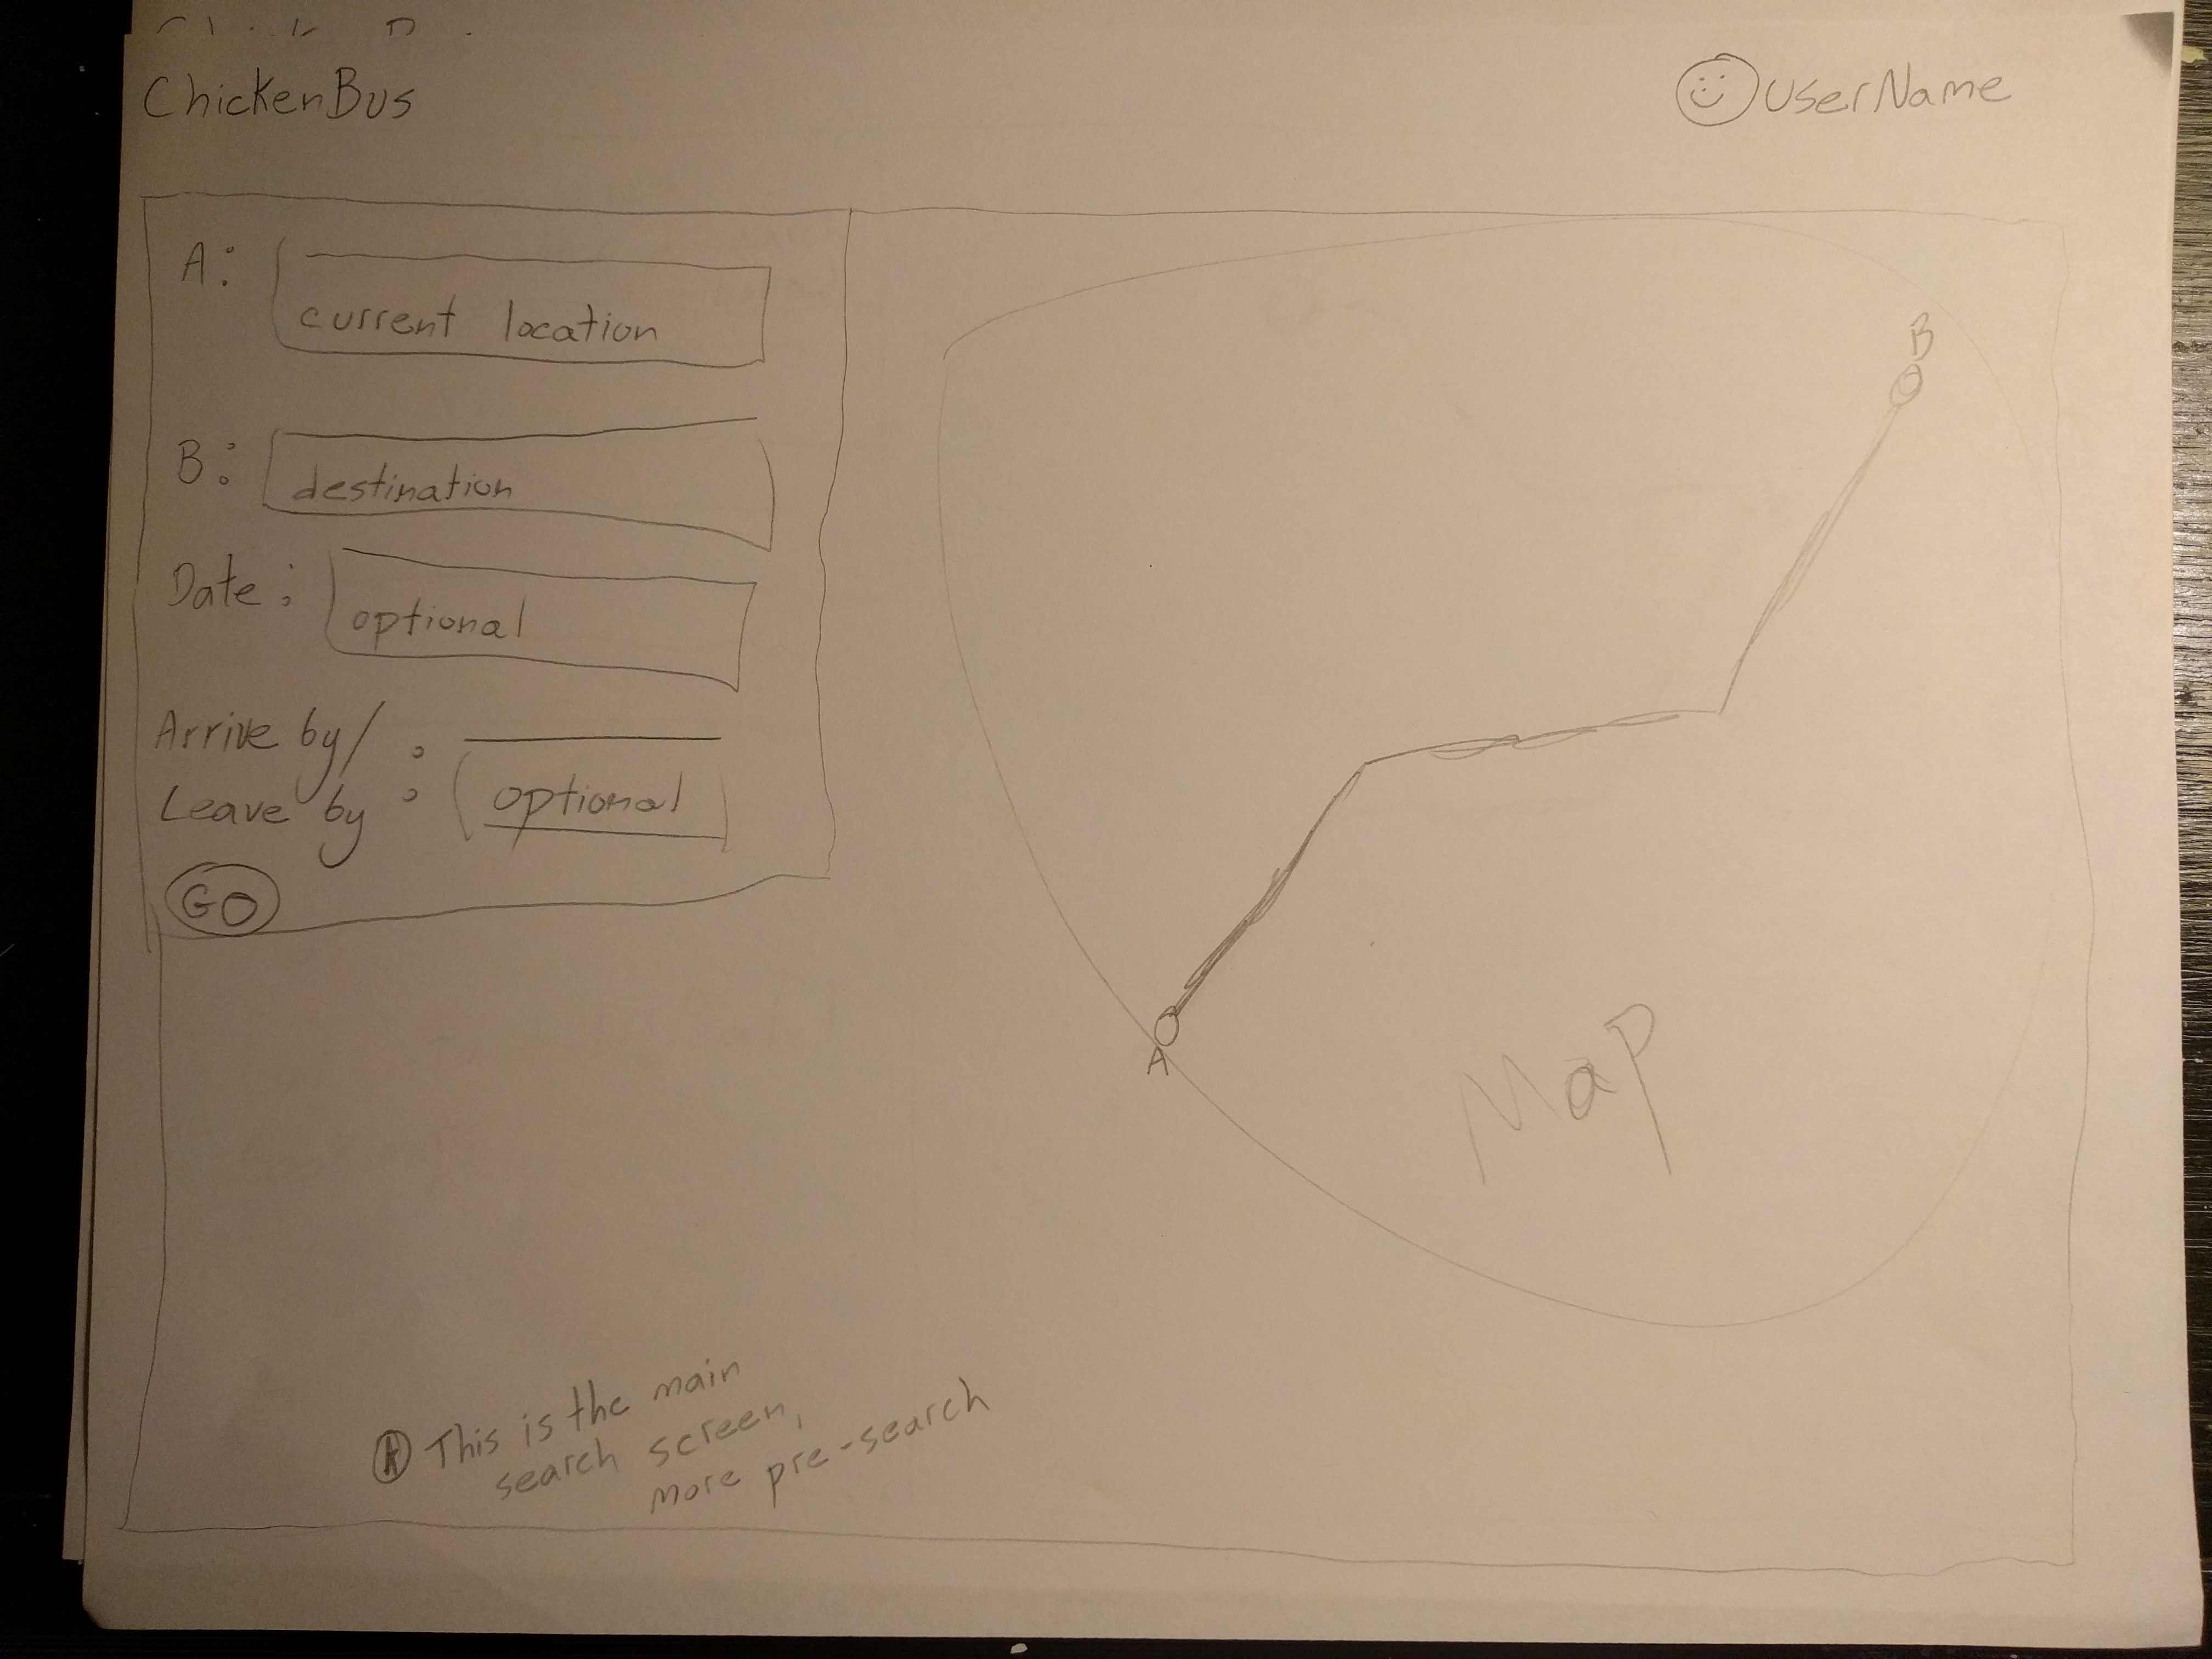 ChickenBus
UserName
A: current location
B: destination
Date: optional
Arrive by/
Leave by : optional
GO
B
A
Map
This is the main
search screen,
more pre-search